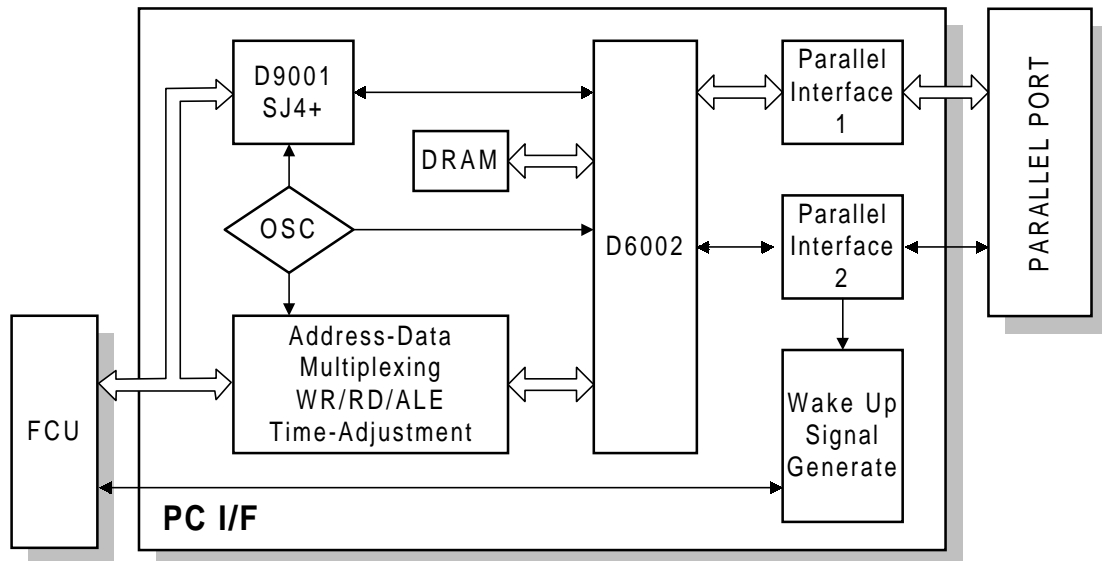 D9001
SJ4+
DRAM
OSC
D6002
Parallel
Interface
1
Parallel
Interface
2
PARALLEL PORT
FCU
Address-Data
Multiplexing
WR/RD/ALE
Time-Adjustment
Wake Up
Signal
Generate
PC I/F